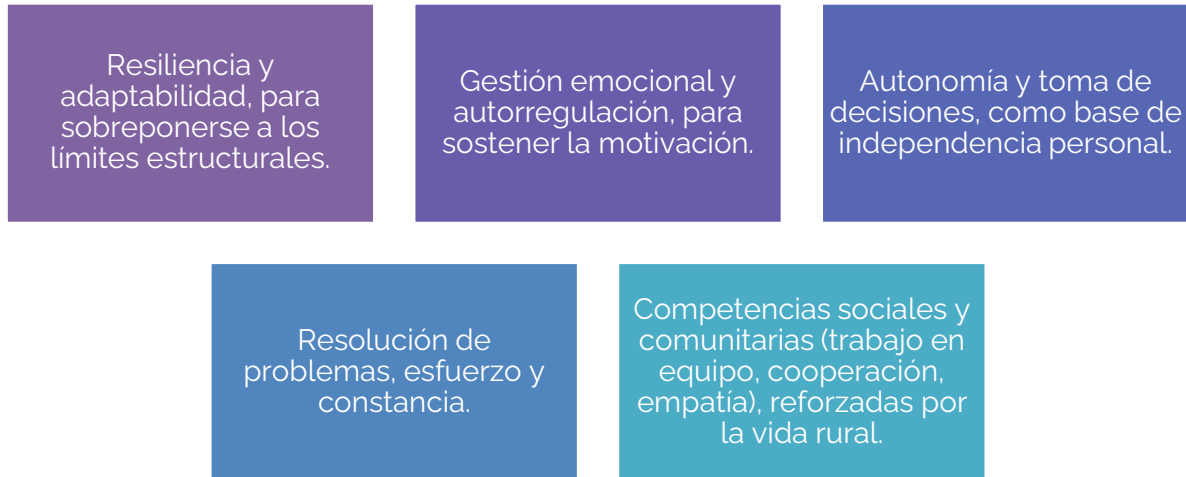 Resiliencia y
adaptabilidad, para
sobreponerse a los
límites estructurales.
Gestión emocional y
autorregulación, para
sostener la motivación.
Autonomía y toma de
decisiones, como base de
independencia personal.
Resolución de
problemas, esfuerzo y
constancia.
Competencias sociales y
comunitarias (trabajo en
equipo, cooperación,
empatía), reforzadas por
la vida rural.